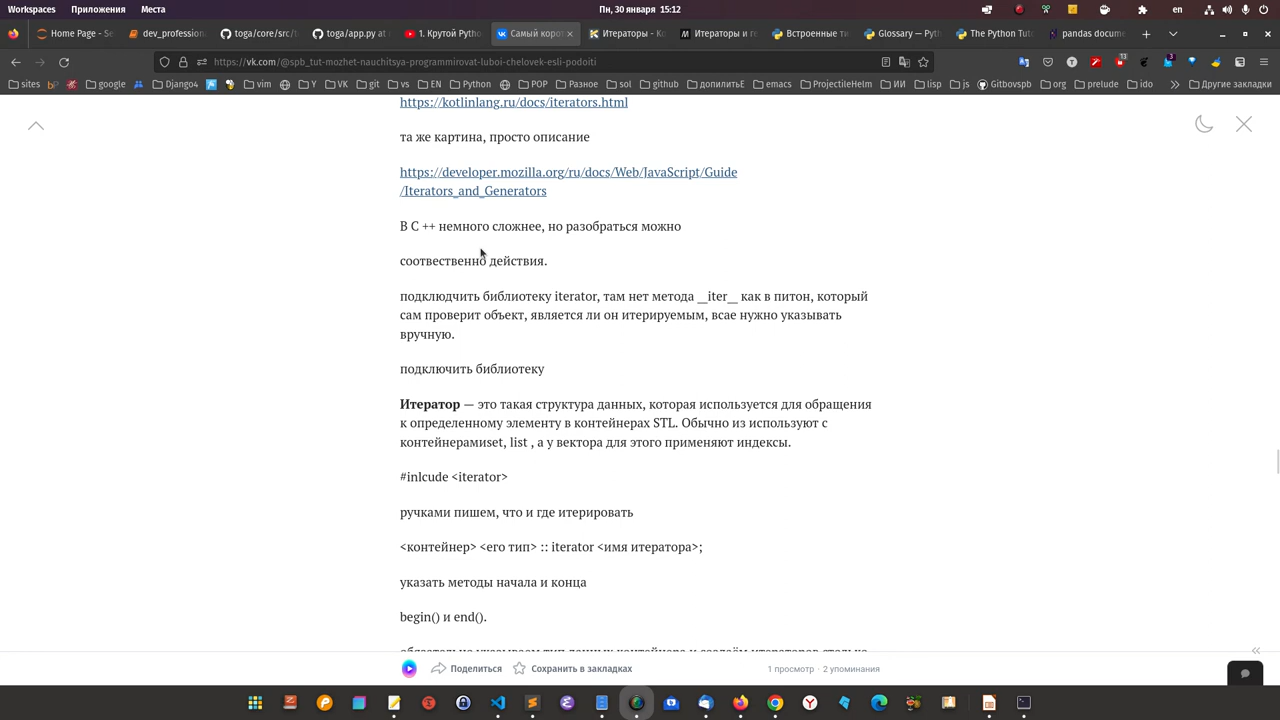 Workspaces Приложения Места Пн, 30 января 15:12 en
Home Page - Se dev_professiona toga/core/src/t toga/app.py at 1. Крутой Pytho Самый корот Итераторы - Ko Итераторы и ге Встроенные ти Glossary — Pyth The Python Tuto pandas docume
https://vk.com/@spb_tut-mozhet-nauchitsya-programmirovat-luboi-chelovek-esli-podoiti
sites google Django4 Y VK git vs EN Python POP Разное sol github допилитьЕ emacs ProjectileHelm ИИ lisp js Gitbovspb org prelude ido Другие закладки
https://kotlinlang.ru/docs/iterators.html
та же картина, просто описание
https://developer.mozilla.org/ru/docs/Web/JavaScript/Guide
/Iterators_and_Generators
В С ++ немного сложнее, но разобраться можно
соотвественно действия.
подклюдчить библиотеку iterator, там нет метода __iter__ как в питон, который
сам проверит объект, является ли он итерируемым, всае нужно указывать
вручную.
подключить библиотеку
Итератор — это такая структура данных, которая используется для обращения
к определенному элементу в контейнерах STL. Обычно из используют с
контейнерамиset, list , а у вектора для этого применяют индексы.
#inlcude <iterator>
ручками пишем, что и где итерировать
<контейнер> <его тип> :: iterator <имя итератора>;
указать методы начала и конца
begin() и end().
Поделиться Сохранить в закладках 1 просмотр · 2 упоминания